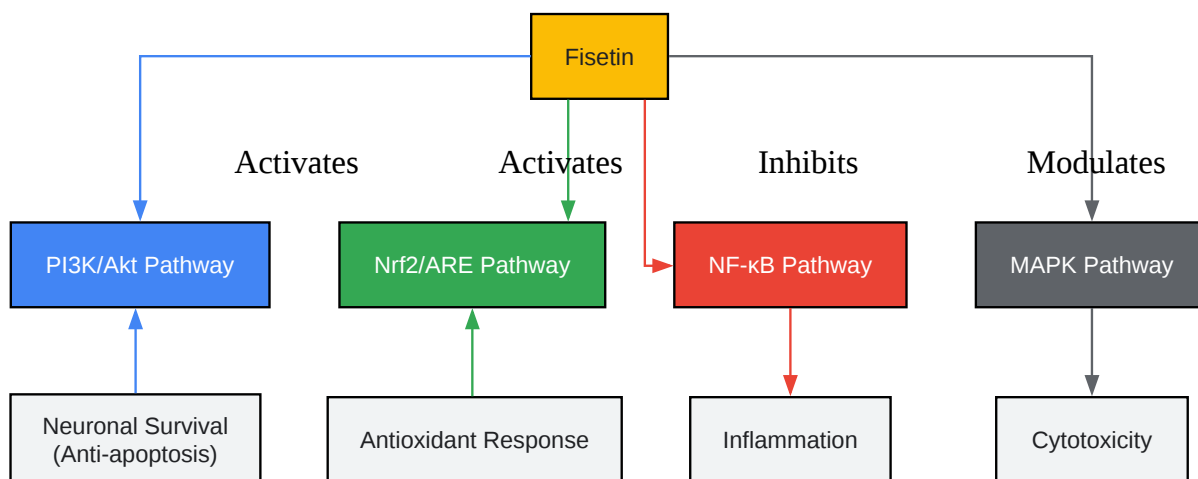 Fisetin
Activates
Activates
Inhibits
Modulates
PI3K/Akt Pathway
Nrf2/ARE Pathway
NF-κB Pathway
MAPK Pathway
Neuronal Survival
(Anti-apoptosis)
Antioxidant Response
Inflammation
Cytotoxicity